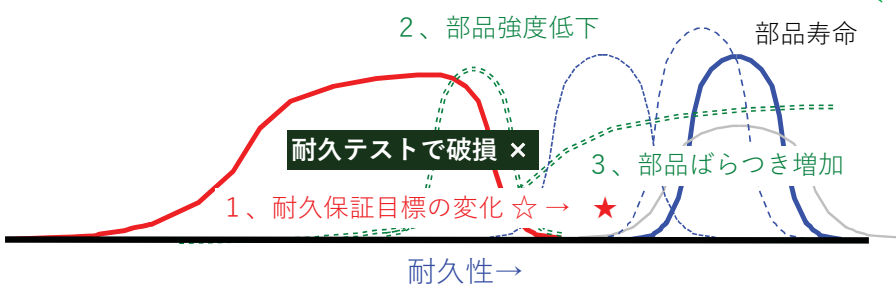 2、部品強度低下
部品寿命
耐久テストで破損 ×
3、部品ばらつき増加
1、耐久保証目標の変化 ☆→ ★
耐久性→